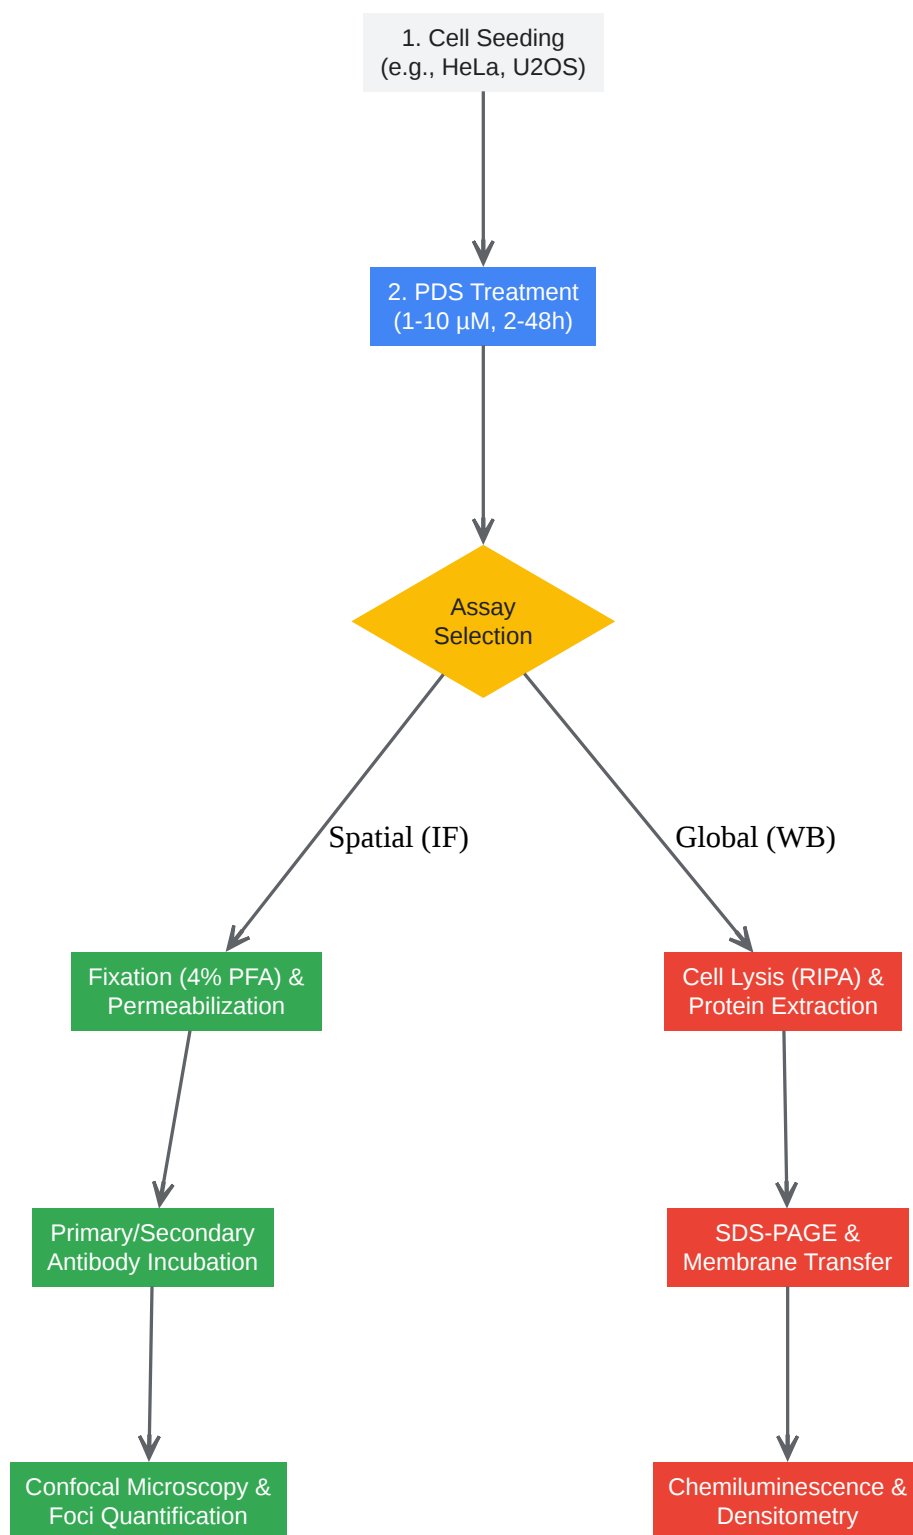 1. Cell Seeding
(e.g., HeLa, U2OS)
2. PDS Treatment
(1-10 µM, 2-48h)
Assay
Selection
Spatial (IF)
Global (WB)
Fixation (4% PFA) &
Permeabilization
Cell Lysis (RIPA) &
Protein Extraction
Primary/Secondary
Antibody Incubation
SDS-PAGE &
Membrane Transfer
Confocal Microscopy &
Foci Quantification
Chemiluminescence &
Densitometry